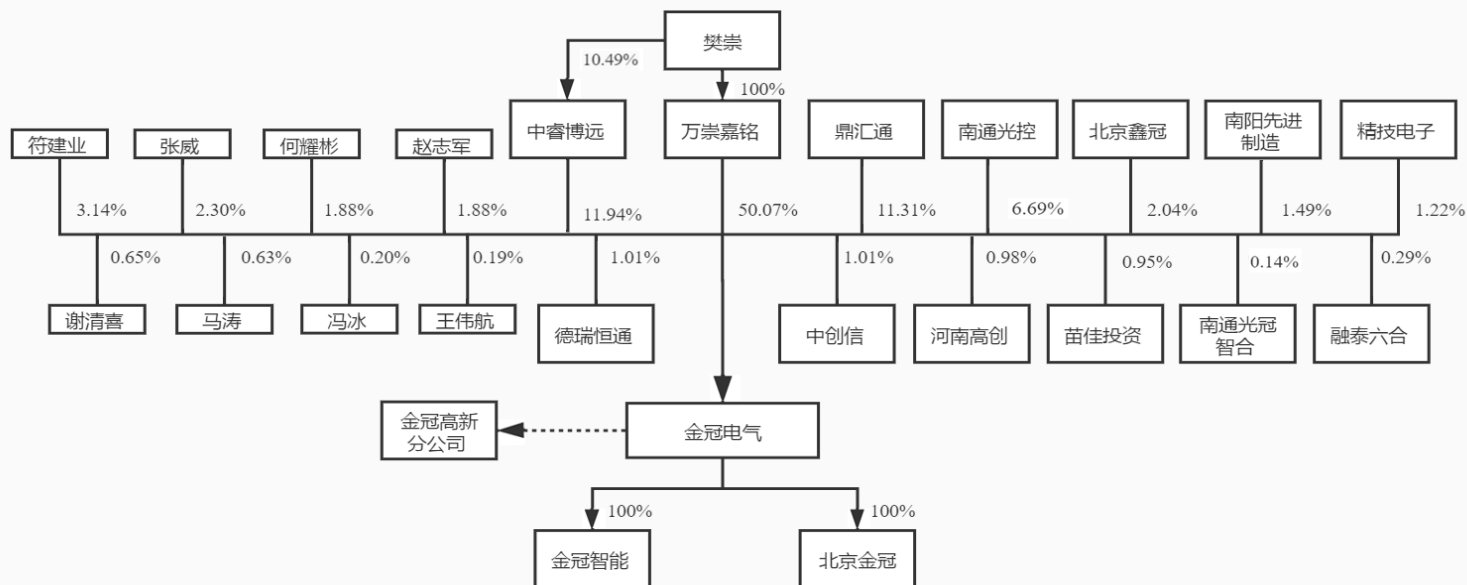 樊崇
10.49%
100%
中睿博远
万崇嘉铭
鼎汇通
南通光控
北京鑫冠
南阳先进
制造
精技电子
符建业
张威
何耀彬
赵志军
3.14%
2.30%
1.88%
1.88%
11.94%
50.07%
11.31%
6.69%
2.04%
1.49%
1.22%
0.65%
0.63%
0.20%
0.19%
1.01%
1.01%
0.98%
0.95%
0.14%
0.29%
谢清喜
马涛
冯冰
王伟航
德瑞恒通
中创信
河南高创
苗佳投资
南通光冠
智合
融泰六合
金冠高新
分公司
金冠电气
100%
100%
金冠智能
北京金冠